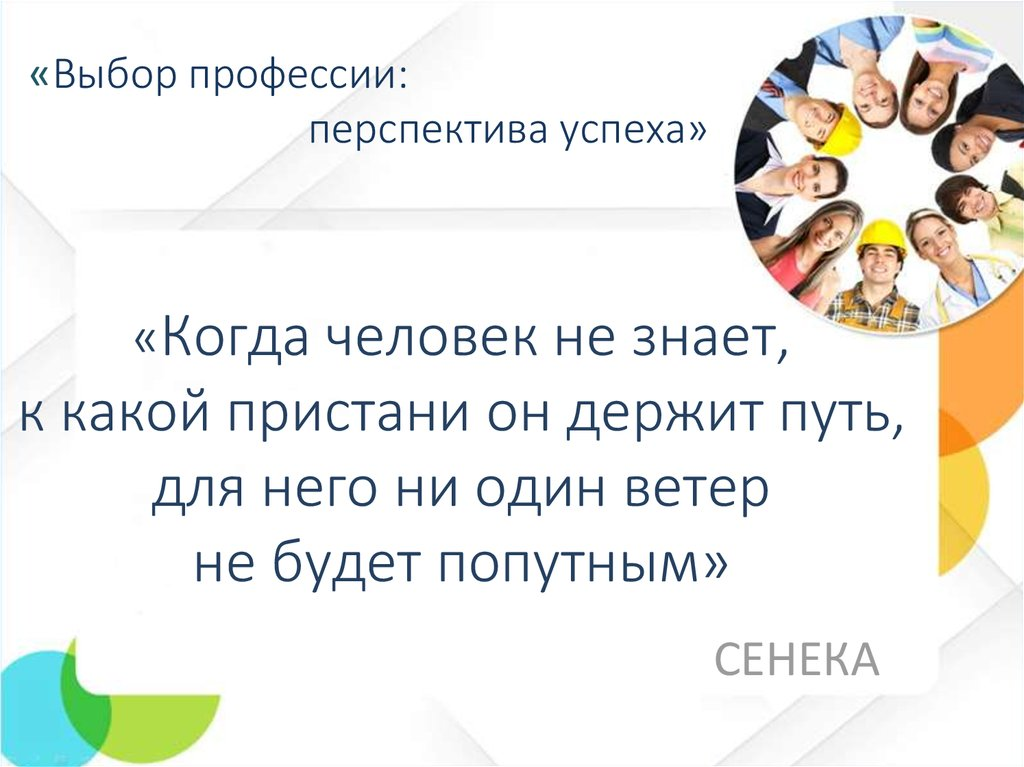 «Выбор профессии:
перспектива успеха»
«Когда человек не знает,
к какой пристани он держит путь,
для него ни один ветер
не будет попутным»
СЕНЕКА